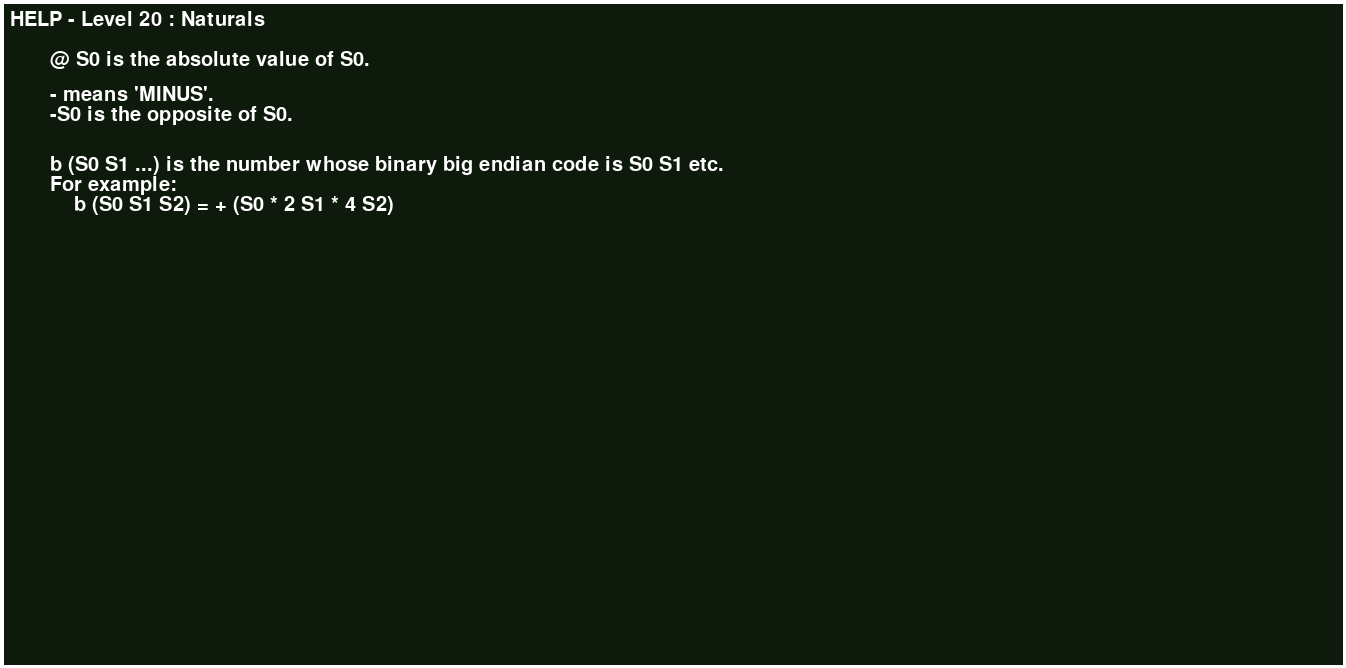 HELP - Level 20 : Naturals
@ S0 is the absolute value of S0.
- means 'MINUS'.
-S0 is the opposite of S0.
b (S0 S1 ...) is the number whose binary big endian code is S0 S1 etc.
For example:
b (S0 S1 S2) = + (S0 * 2 S1 * 4 S2)